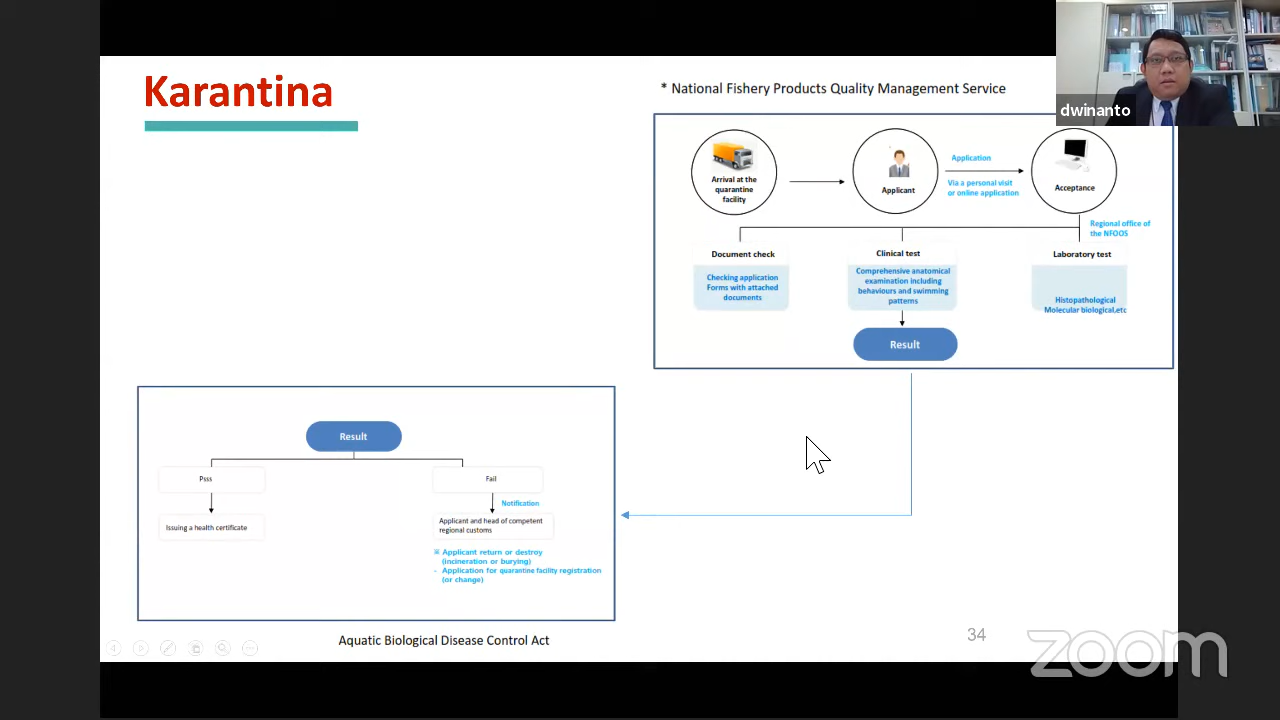 Karantina
* National Fishery Products Quality Management Service
dwinanto
Arrival at the
quarantine
facility
Applicant
Application
Via a personal visit
or online application
Acceptance
Regional office of
the NFOOS
Document check
Checking application
Forms with attached
documents
Clinical test
Comprehensive anatomical
examination including
behaviours and swimming
patterns
Laboratory test
Histopathological
Molecular biological,etc
Result
Result
Psss
Issuing a health certificate
Fail
Notification
Applicant and head of competent
regional customs
※ Applicant return or destroy
(incineration or burying)
- Application for quarantine facility registration
(or change)
Aquatic Biological Disease Control Act
34
zoom